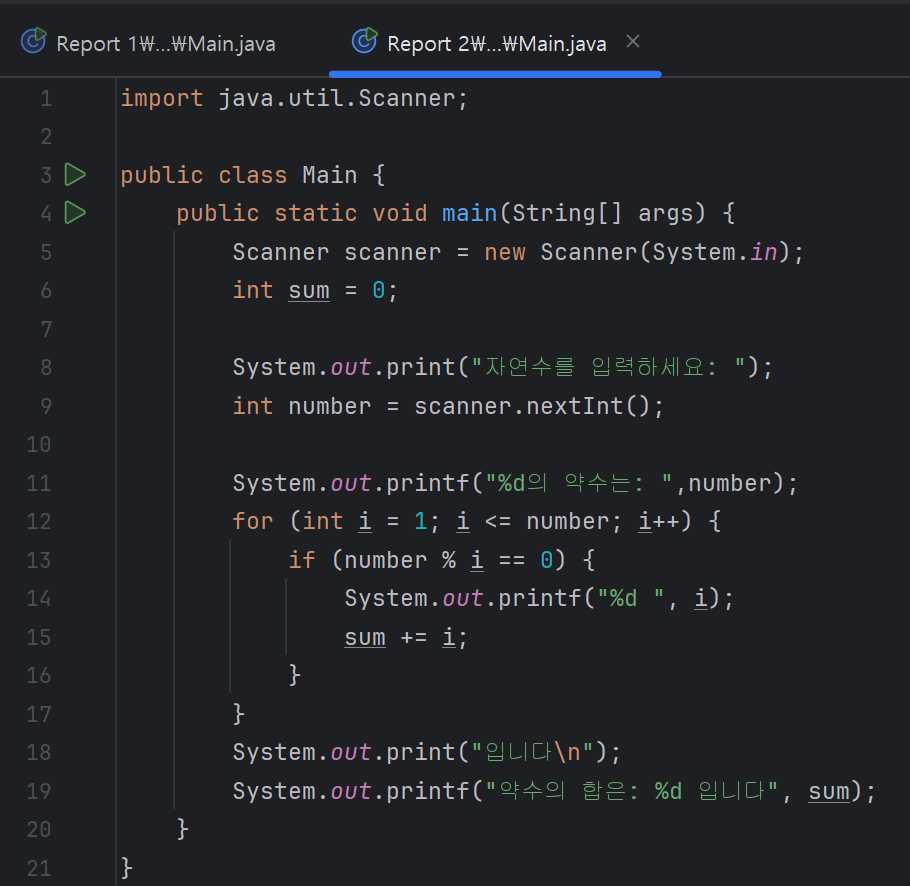 Report 1₩...₩Main.java
Report 2₩...₩Main.java
1 import java.util.Scanner;
2
3 public class Main {
4 public static void main(String[] args) {
5 Scanner scanner = new Scanner(System.in);
6 int sum = 0;
7
8 System.out.print("자연수를 입력하세요: ");
9 int number = scanner.nextInt();
10
11 System.out.printf("%d의 약수는: ",number);
12 for (int i = 1; i <= number; i++) {
13 if (number % i == 0) {
14 System.out.printf("%d ", i);
15 sum += i;
16 }
17 }
18 System.out.print("입니다\n");
19 System.out.printf("약수의 합은: %d 입니다", sum);
20 }
21 }